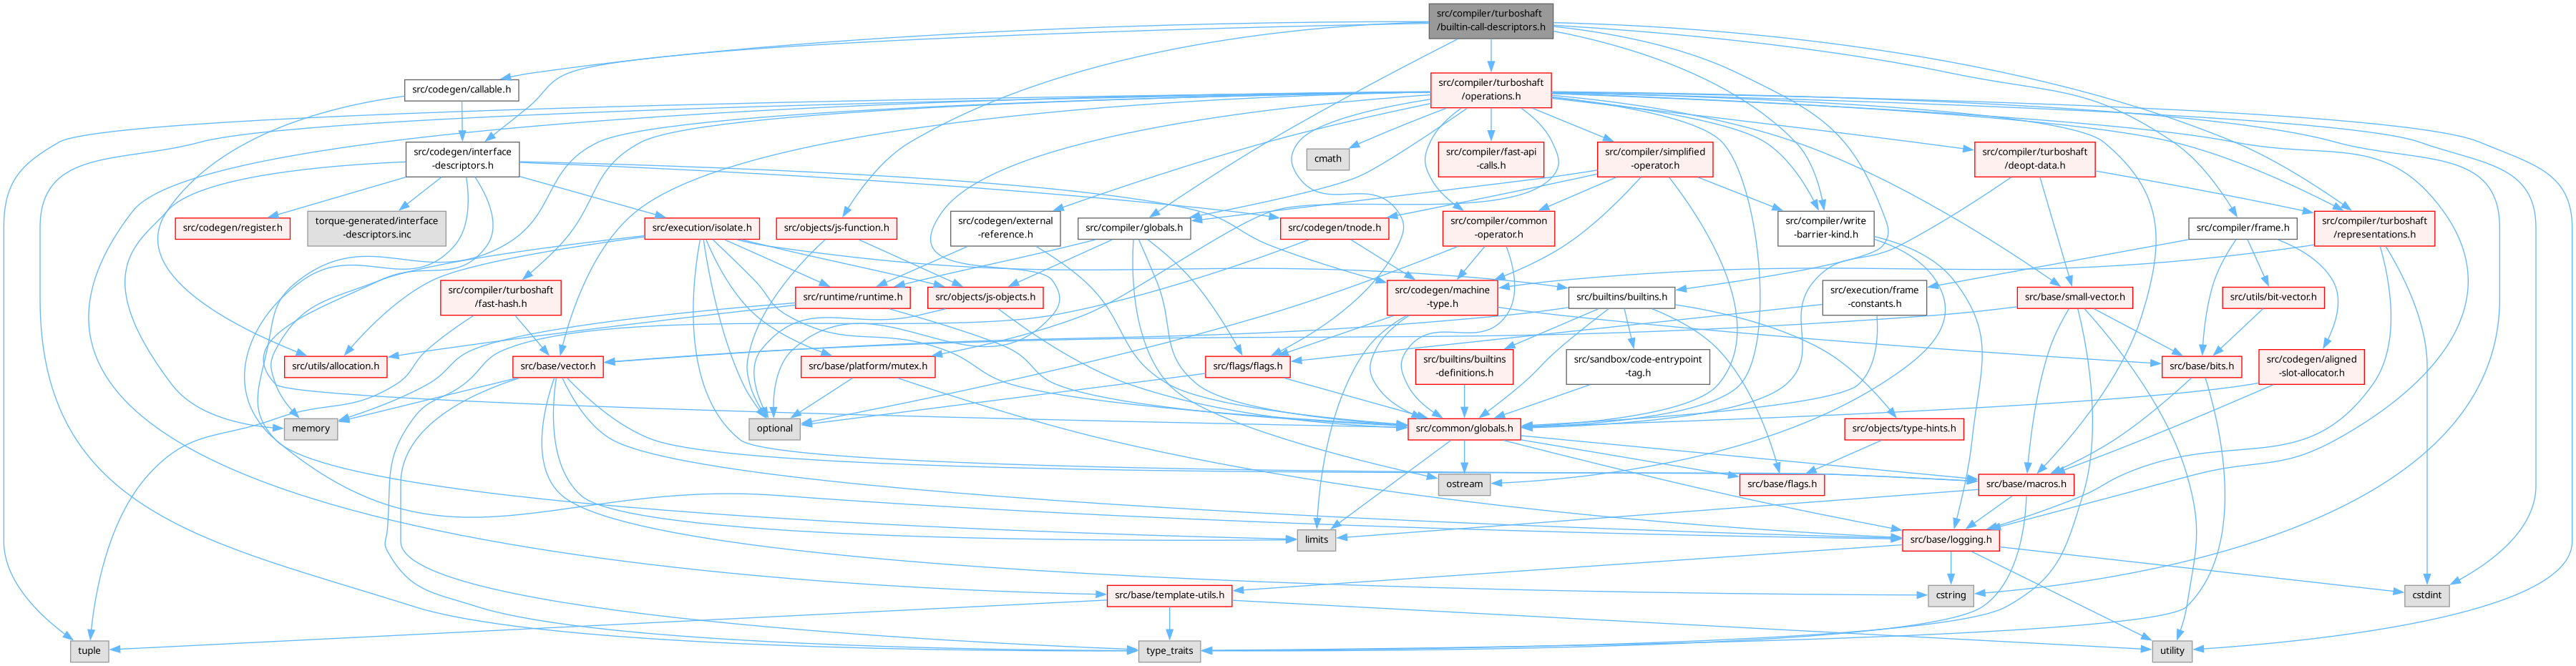 src/compiler/turboshaft
/builtin-call-descriptors.h
src/codegen/callable.h
src/compiler/turboshaft
/operations.h
src/codegen/interface
-descriptors.h
cmath
src/compiler/fast-api
-calls.h
src/compiler/simplified
-operator.h
src/compiler/turboshaft
/deopt-data.h
src/codegen/register.h
torque-generated/interface
-descriptors.inc
src/execution/isolate.h
src/objects/js-function.h
src/codegen/external
-reference.h
src/compiler/globals.h
src/codegen/tnode.h
src/compiler/common
-operator.h
src/compiler/write
-barrier-kind.h
src/compiler/frame.h
src/compiler/turboshaft
/representations.h
src/compiler/turboshaft
/fast-hash.h
src/runtime/runtime.h
src/objects/js-objects.h
src/codegen/machine
-type.h
src/builtins/builtins.h
src/execution/frame
-constants.h
src/base/small-vector.h
src/utils/bit-vector.h
src/utils/allocation.h
src/base/vector.h
src/base/platform/mutex.h
src/flags/flags.h
src/builtins/builtins
-definitions.h
src/sandbox/code-entrypoint
-tag.h
src/base/bits.h
src/codegen/aligned
-slot-allocator.h
memory
optional
src/common/globals.h
src/objects/type-hints.h
ostream
src/base/flags.h
src/base/macros.h
limits
src/base/logging.h
src/base/template-utils.h
cstring
cstdint
tuple
type_traits
utility